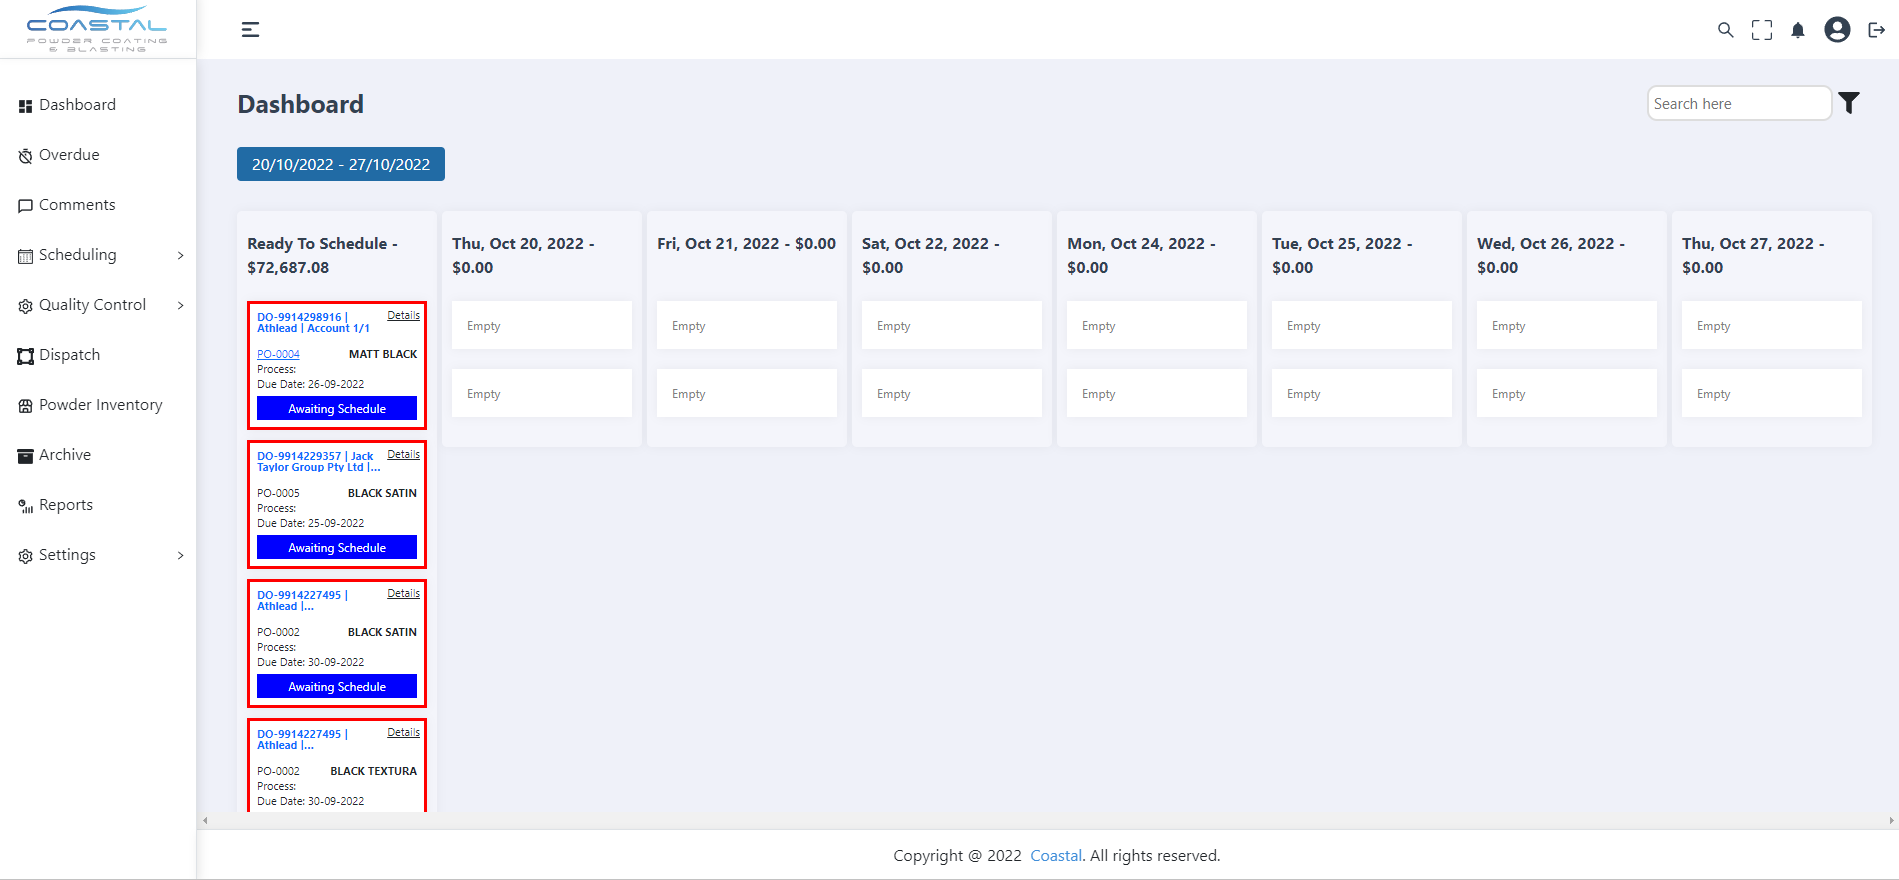 COASTAL
POWDER COATING
& BLASTING
Dashboard
Overdue
Comments
Scheduling
Quality Control
Dispatch
Powder Inventory
Archive
Reports
Settings
Dashboard
Search here
20/10/2022 - 27/10/2022
Ready To Schedule -
$72,687.08
DO-9914298916 |
Athlead | Account 1/1
Details
PO-0004
MATT BLACK
Process:
Due Date: 26-09-2022
Awaiting Schedule
DO-9914229357 | Jack
Taylor Group Pty Ltd |...
Details
PO-0005
BLACK SATIN
Process:
Due Date: 25-09-2022
Awaiting Schedule
DO-9914227495 |
Athlead |...
Details
PO-0002
BLACK SATIN
Process:
Due Date: 30-09-2022
Awaiting Schedule
DO-9914227495 |
Athlead |...
Details
PO-0002
BLACK TEXTURA
Process:
Due Date: 30-09-2022
Thu, Oct 20, 2022 -
$0.00
Empty
Empty
Fri, Oct 21, 2022 - $0.00
Empty
Empty
Sat, Oct 22, 2022 -
$0.00
Empty
Empty
Mon, Oct 24, 2022 -
$0.00
Empty
Empty
Tue, Oct 25, 2022 -
$0.00
Empty
Empty
Wed, Oct 26, 2022 -
$0.00
Empty
Empty
Thu, Oct 27, 2022 -
$0.00
Empty
Empty
Copyright @ 2022 Coastal. All rights reserved.